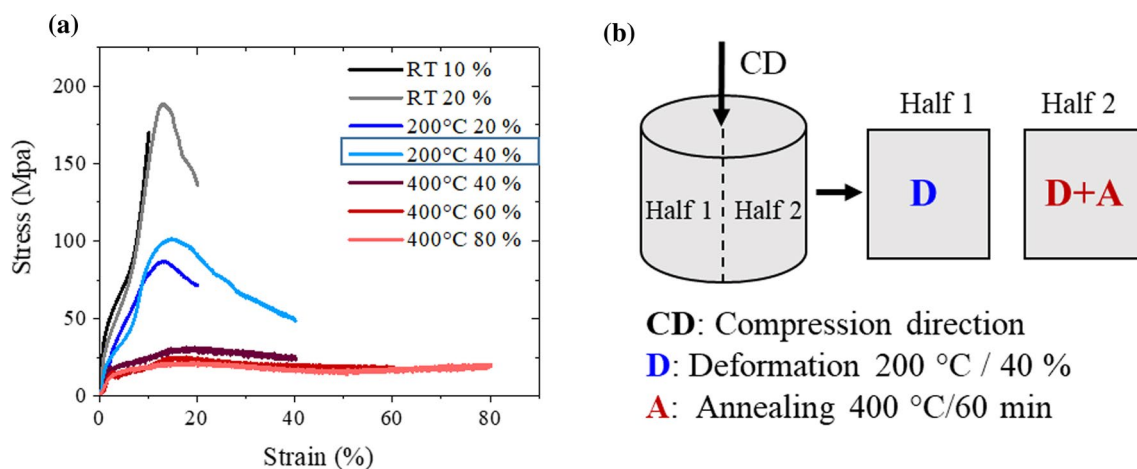 (a)
Stress (Mpa)
200
150
100
50
0
0
20
40
60
80
Strain (%)
RT 10 %
RT 20 %
200°C 20 %
200°C 40 %
400°C 40 %
400°C 60 %
400°C 80 %
(b)
CD
Half 1
Half 2
Half 1
Half 2
D
D+A
CD: Compression direction
D: Deformation 200 °C / 40 %
A: Annealing 400 °C/60 min